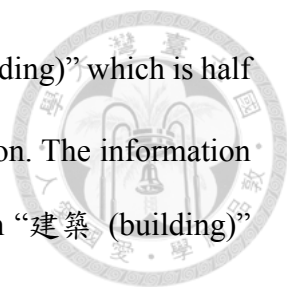 ding)” which is half
on. The information
n “建築 (building)”